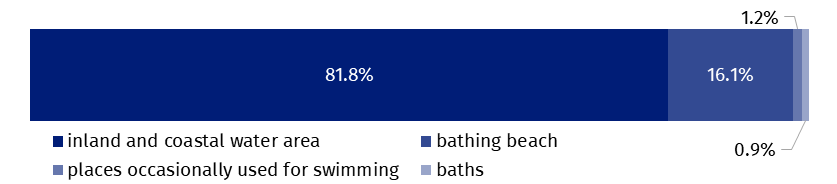 1.2%
81.8% 16.1%
0.9%
inland and coastal water area bathing beach
places occasionally used for swimming baths